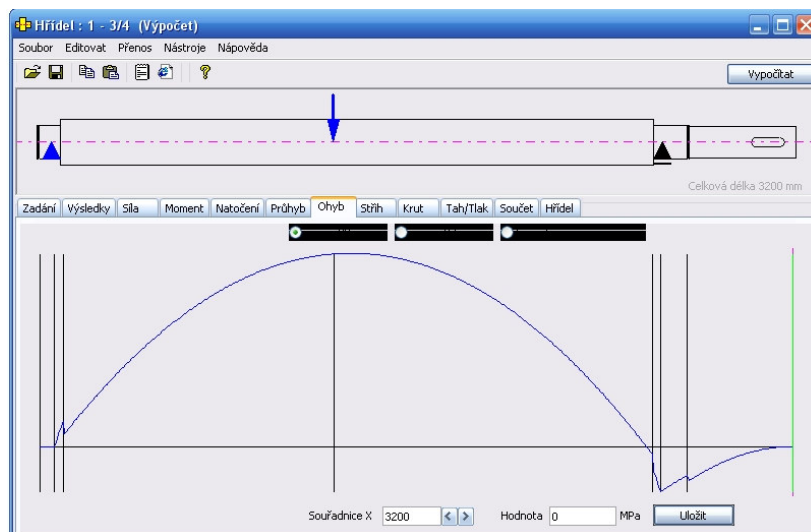 Hřídel : 1 - 3/4 (Výpočet)
Soubor Editovat Přenos Nástroje Nápověda
Vypočítat
Celková délka 3200 mm
Zadání Výsledky Síla Moment Natočení Průhyb Ohyb Střih Krut Tah/Tlak Součet Hřídel
Souřadnice X 3200 Hodnota 0 MPa Uložit